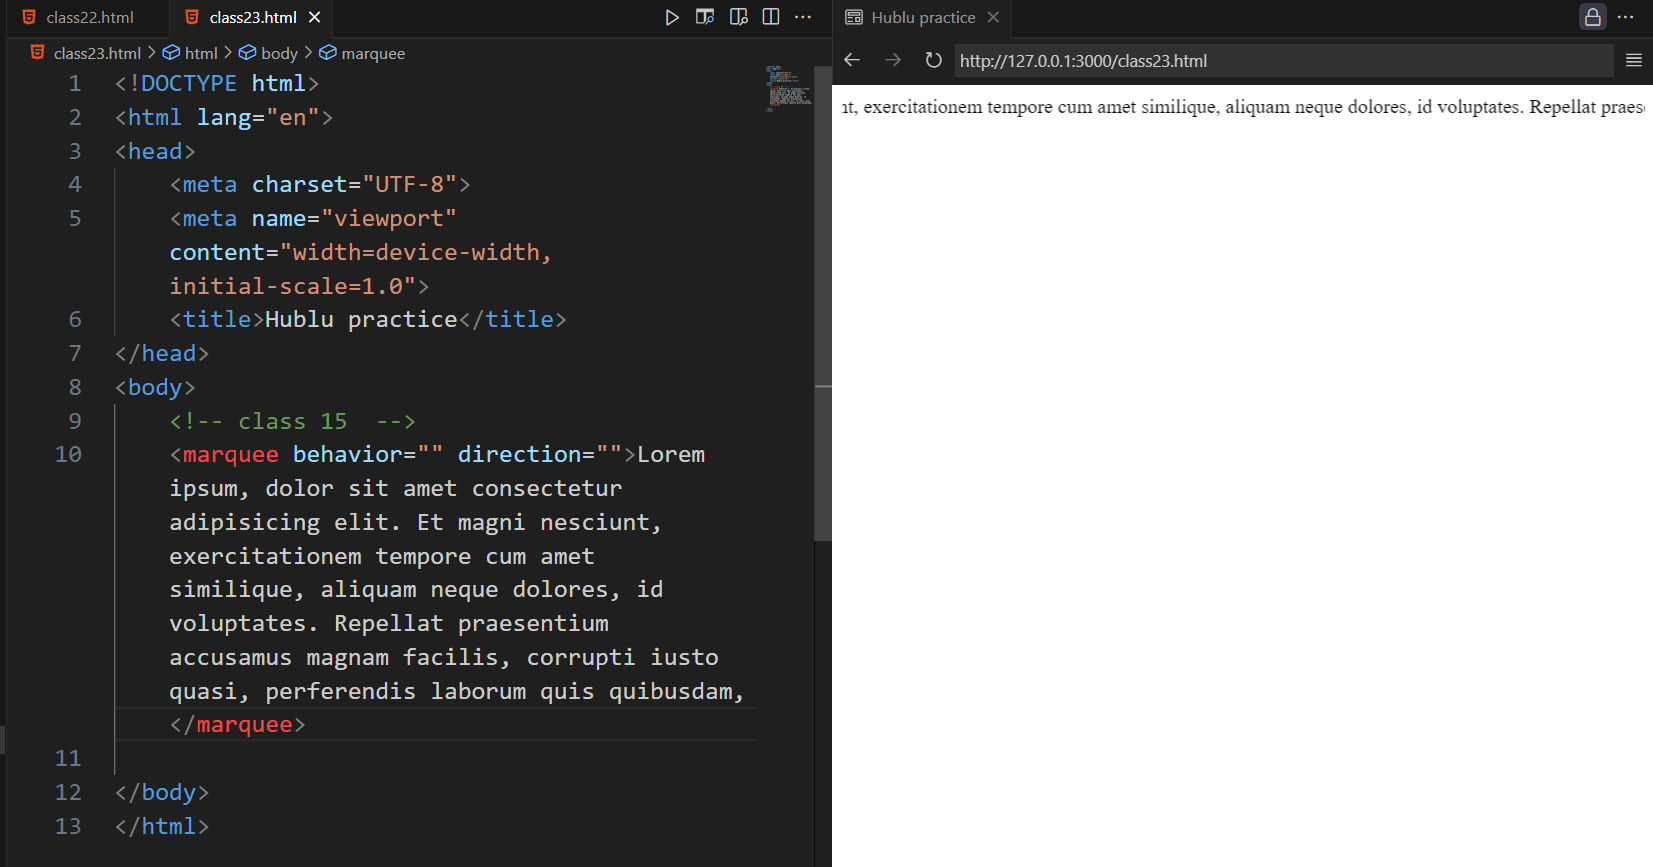 class22.html
class23.html
class23.html > html > body > marquee
1 <!DOCTYPE html>
2 <html lang="en">
3 <head>
4 <meta charset="UTF-8">
5 <meta name="viewport"
content="width=device-width,
initial-scale=1.0">
6 <title>Hublu practice</title>
7 </head>
8 <body>
9 <!-- class 15  -->
10 <marquee behavior="" direction="">Lorem
ipsum, dolor sit amet consectetur
adipisicing elit. Et magni nesciunt,
exercitationem tempore cum amet
similique, aliquam neque dolores, id
voluptates. Repellat praesentium
accusamus magnam facilis, corrupti iusto
quasi, perferendis laborum quis quibusdam,
</marquee>
11
12 </body>
13 </html>
Hublu practice
http://127.0.0.1:3000/class23.html
nt, exercitationem tempore cum amet similique, aliquam neque dolores, id voluptates. Repellat praes